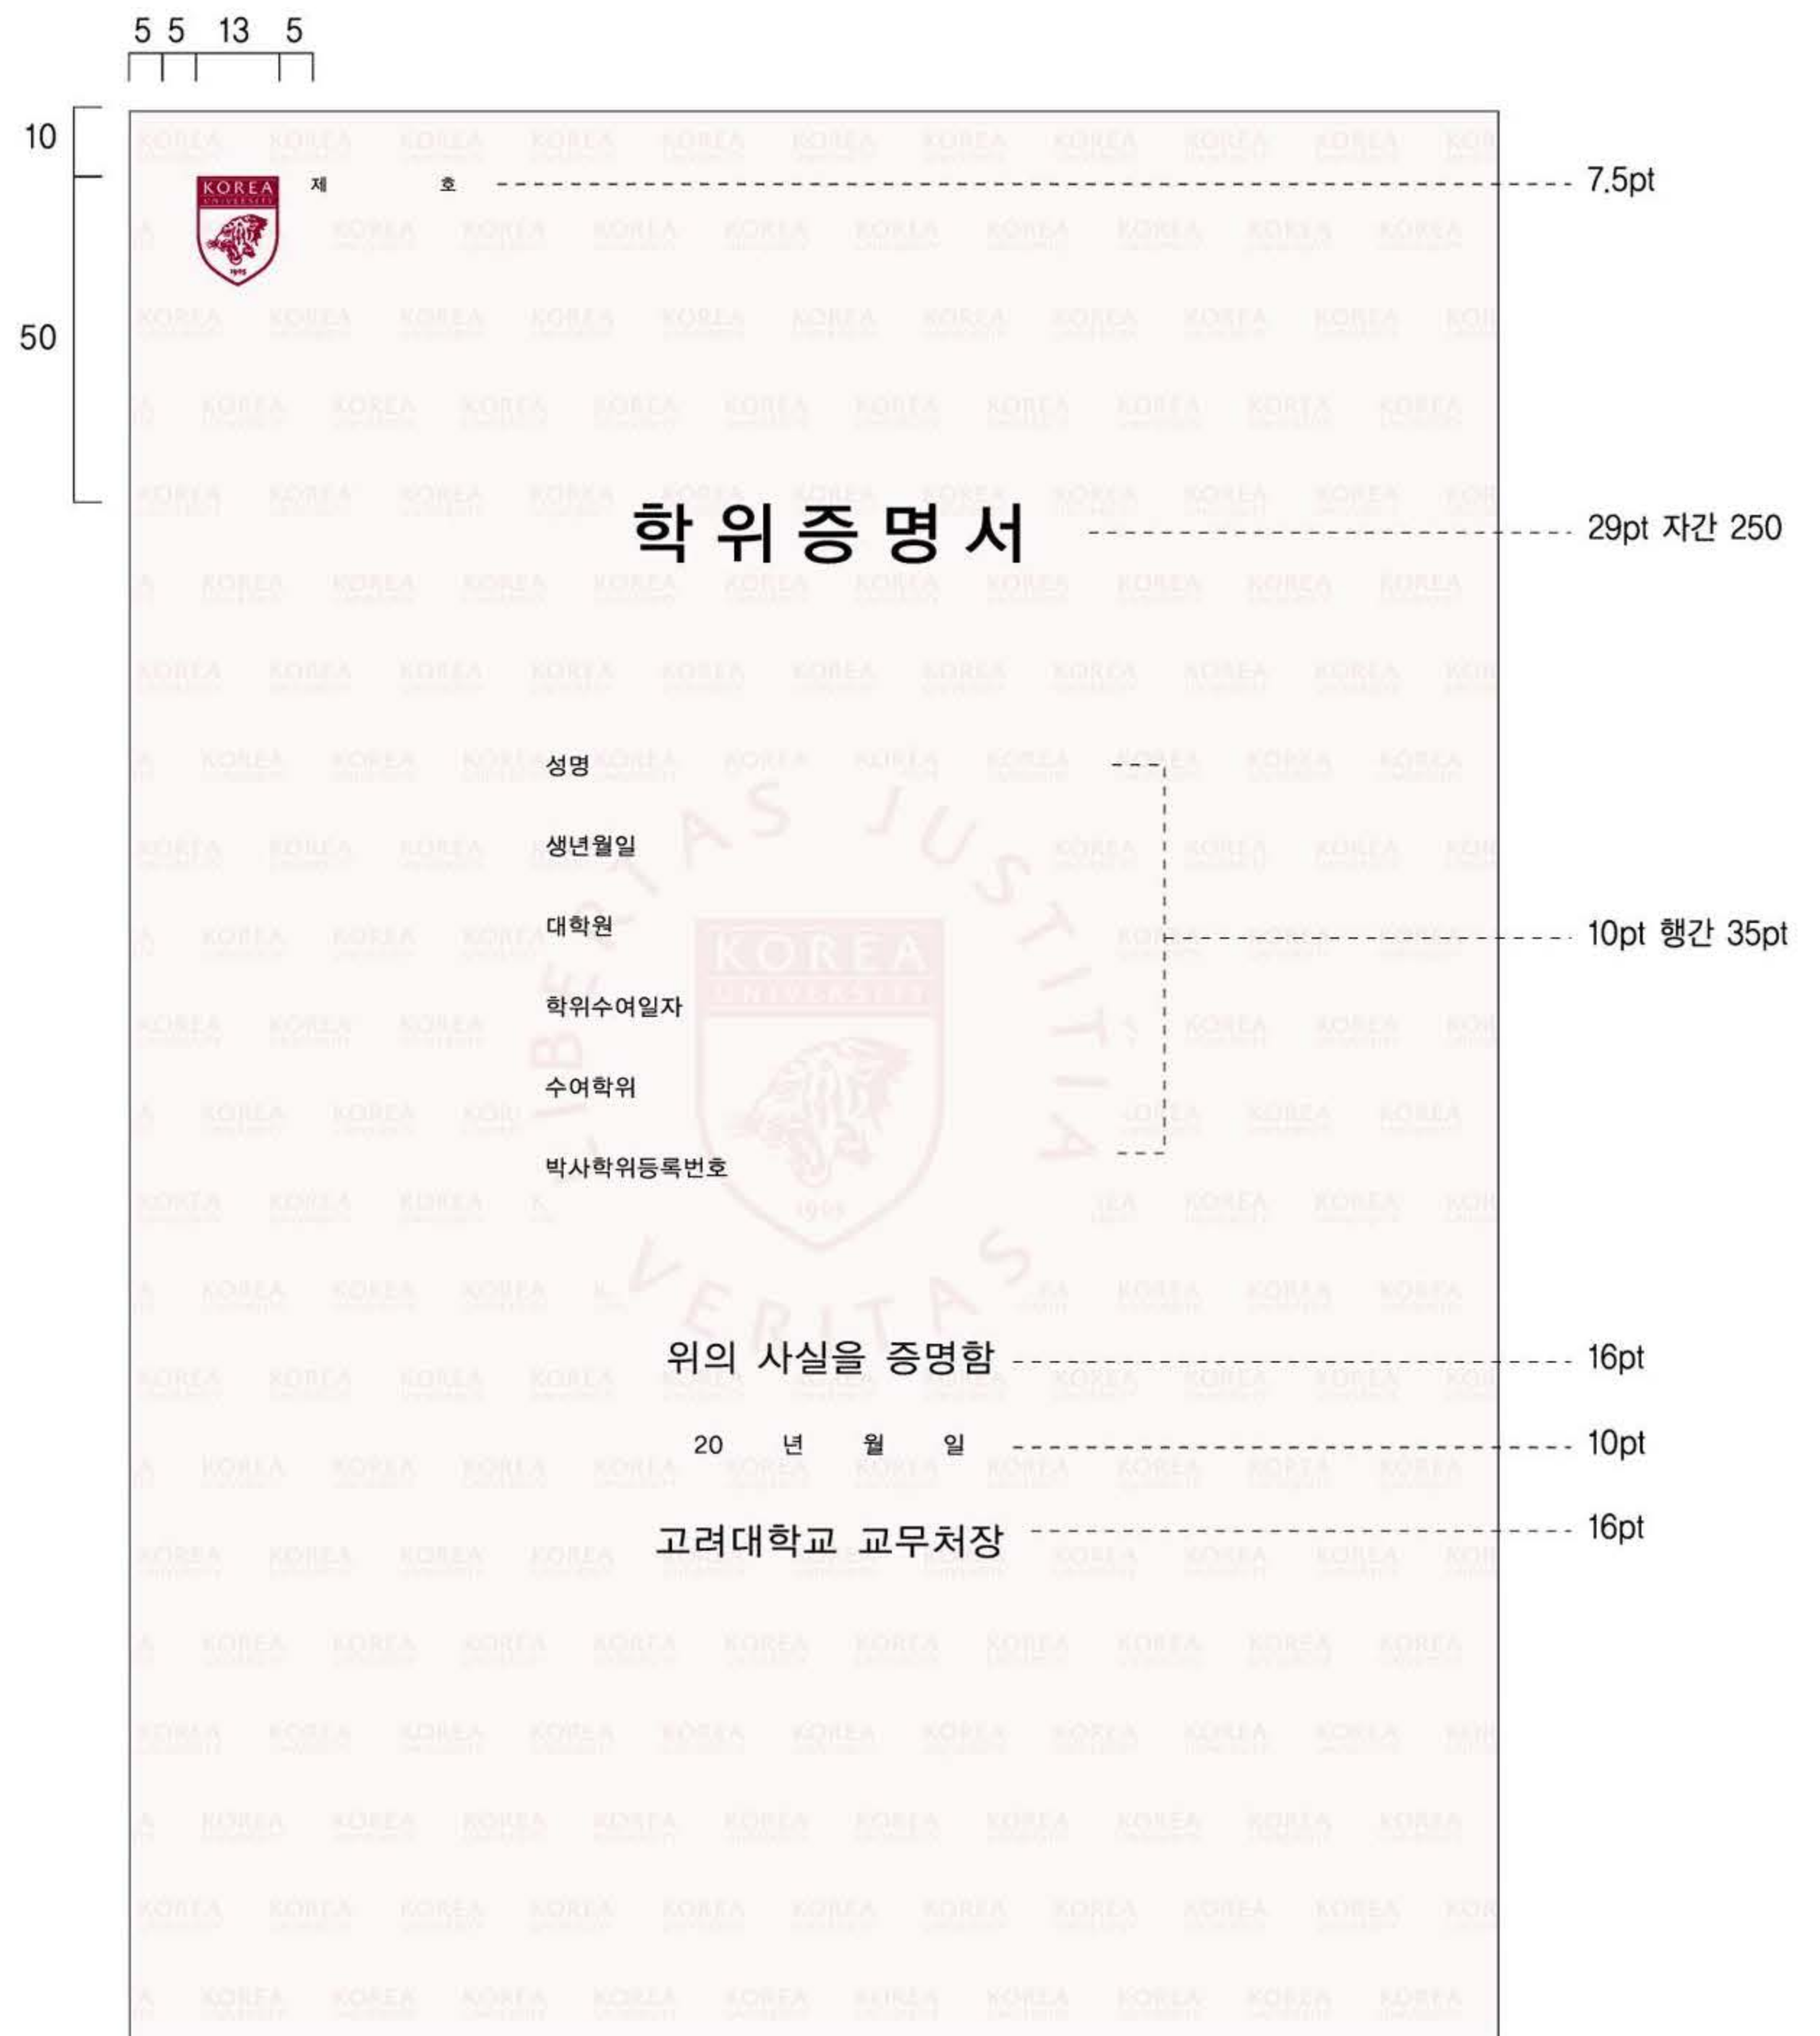 5 5 13 5
10
50
KOREA
UNIVERSITY
1905
제 호
7.5pt
학위증명서
29pt 자간 250
성명
생년월일
대학원
학위수여일자
수여학위
박사학위등록번호
10pt 행간 35pt
LIBERTAS JUSTITIA VERITAS
KOREA
UNIVERSITY
1905
위의 사실을 증명함
16pt
20 년 월 일
10pt
고려대학교 교무처장
16pt